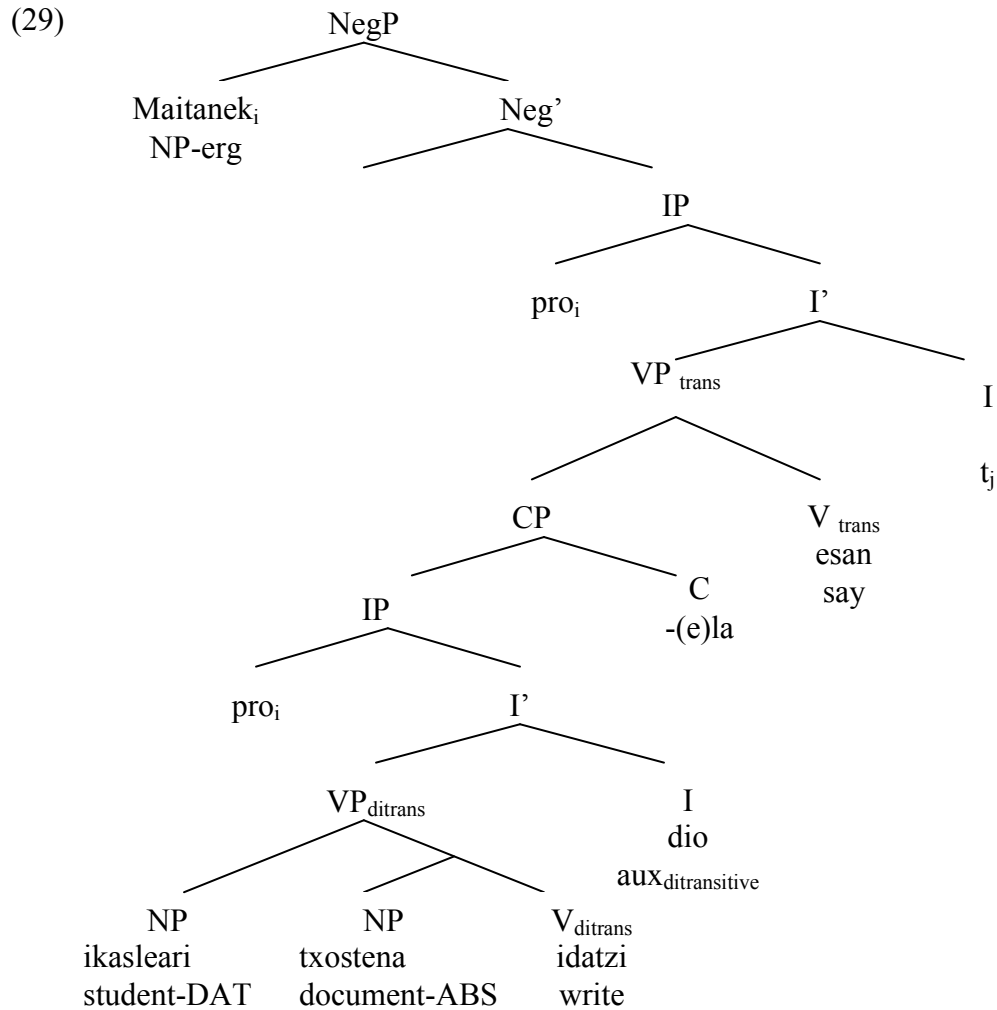 (29)
NegP
Maitanekᵢ Neg’
NP-erg
IP
proᵢ I’
VP trans I
tⱼ
CP V trans
esan
C say
IP -(e)la
proᵢ I’
VPditrans I
dio
auxditransitive
NP NP Vditrans
ikasleari txostena idatzi
student-DAT document-ABS write